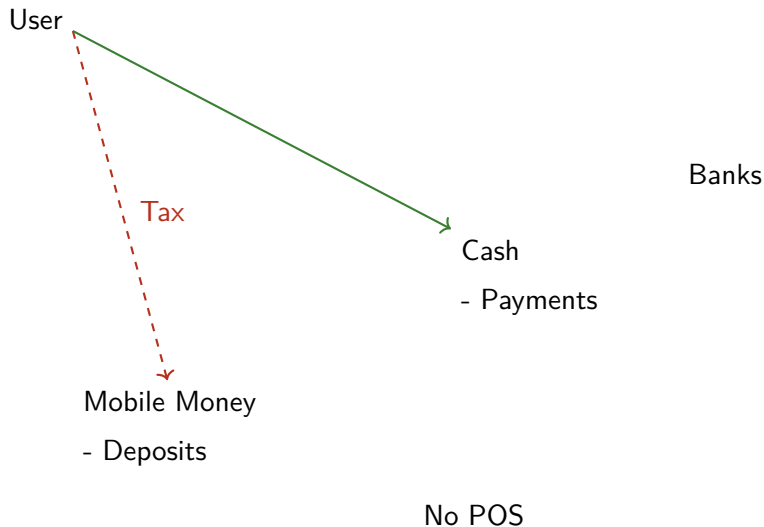 User
Banks
Tax
Cash
- Payments
Mobile Money
- Deposits
No POS